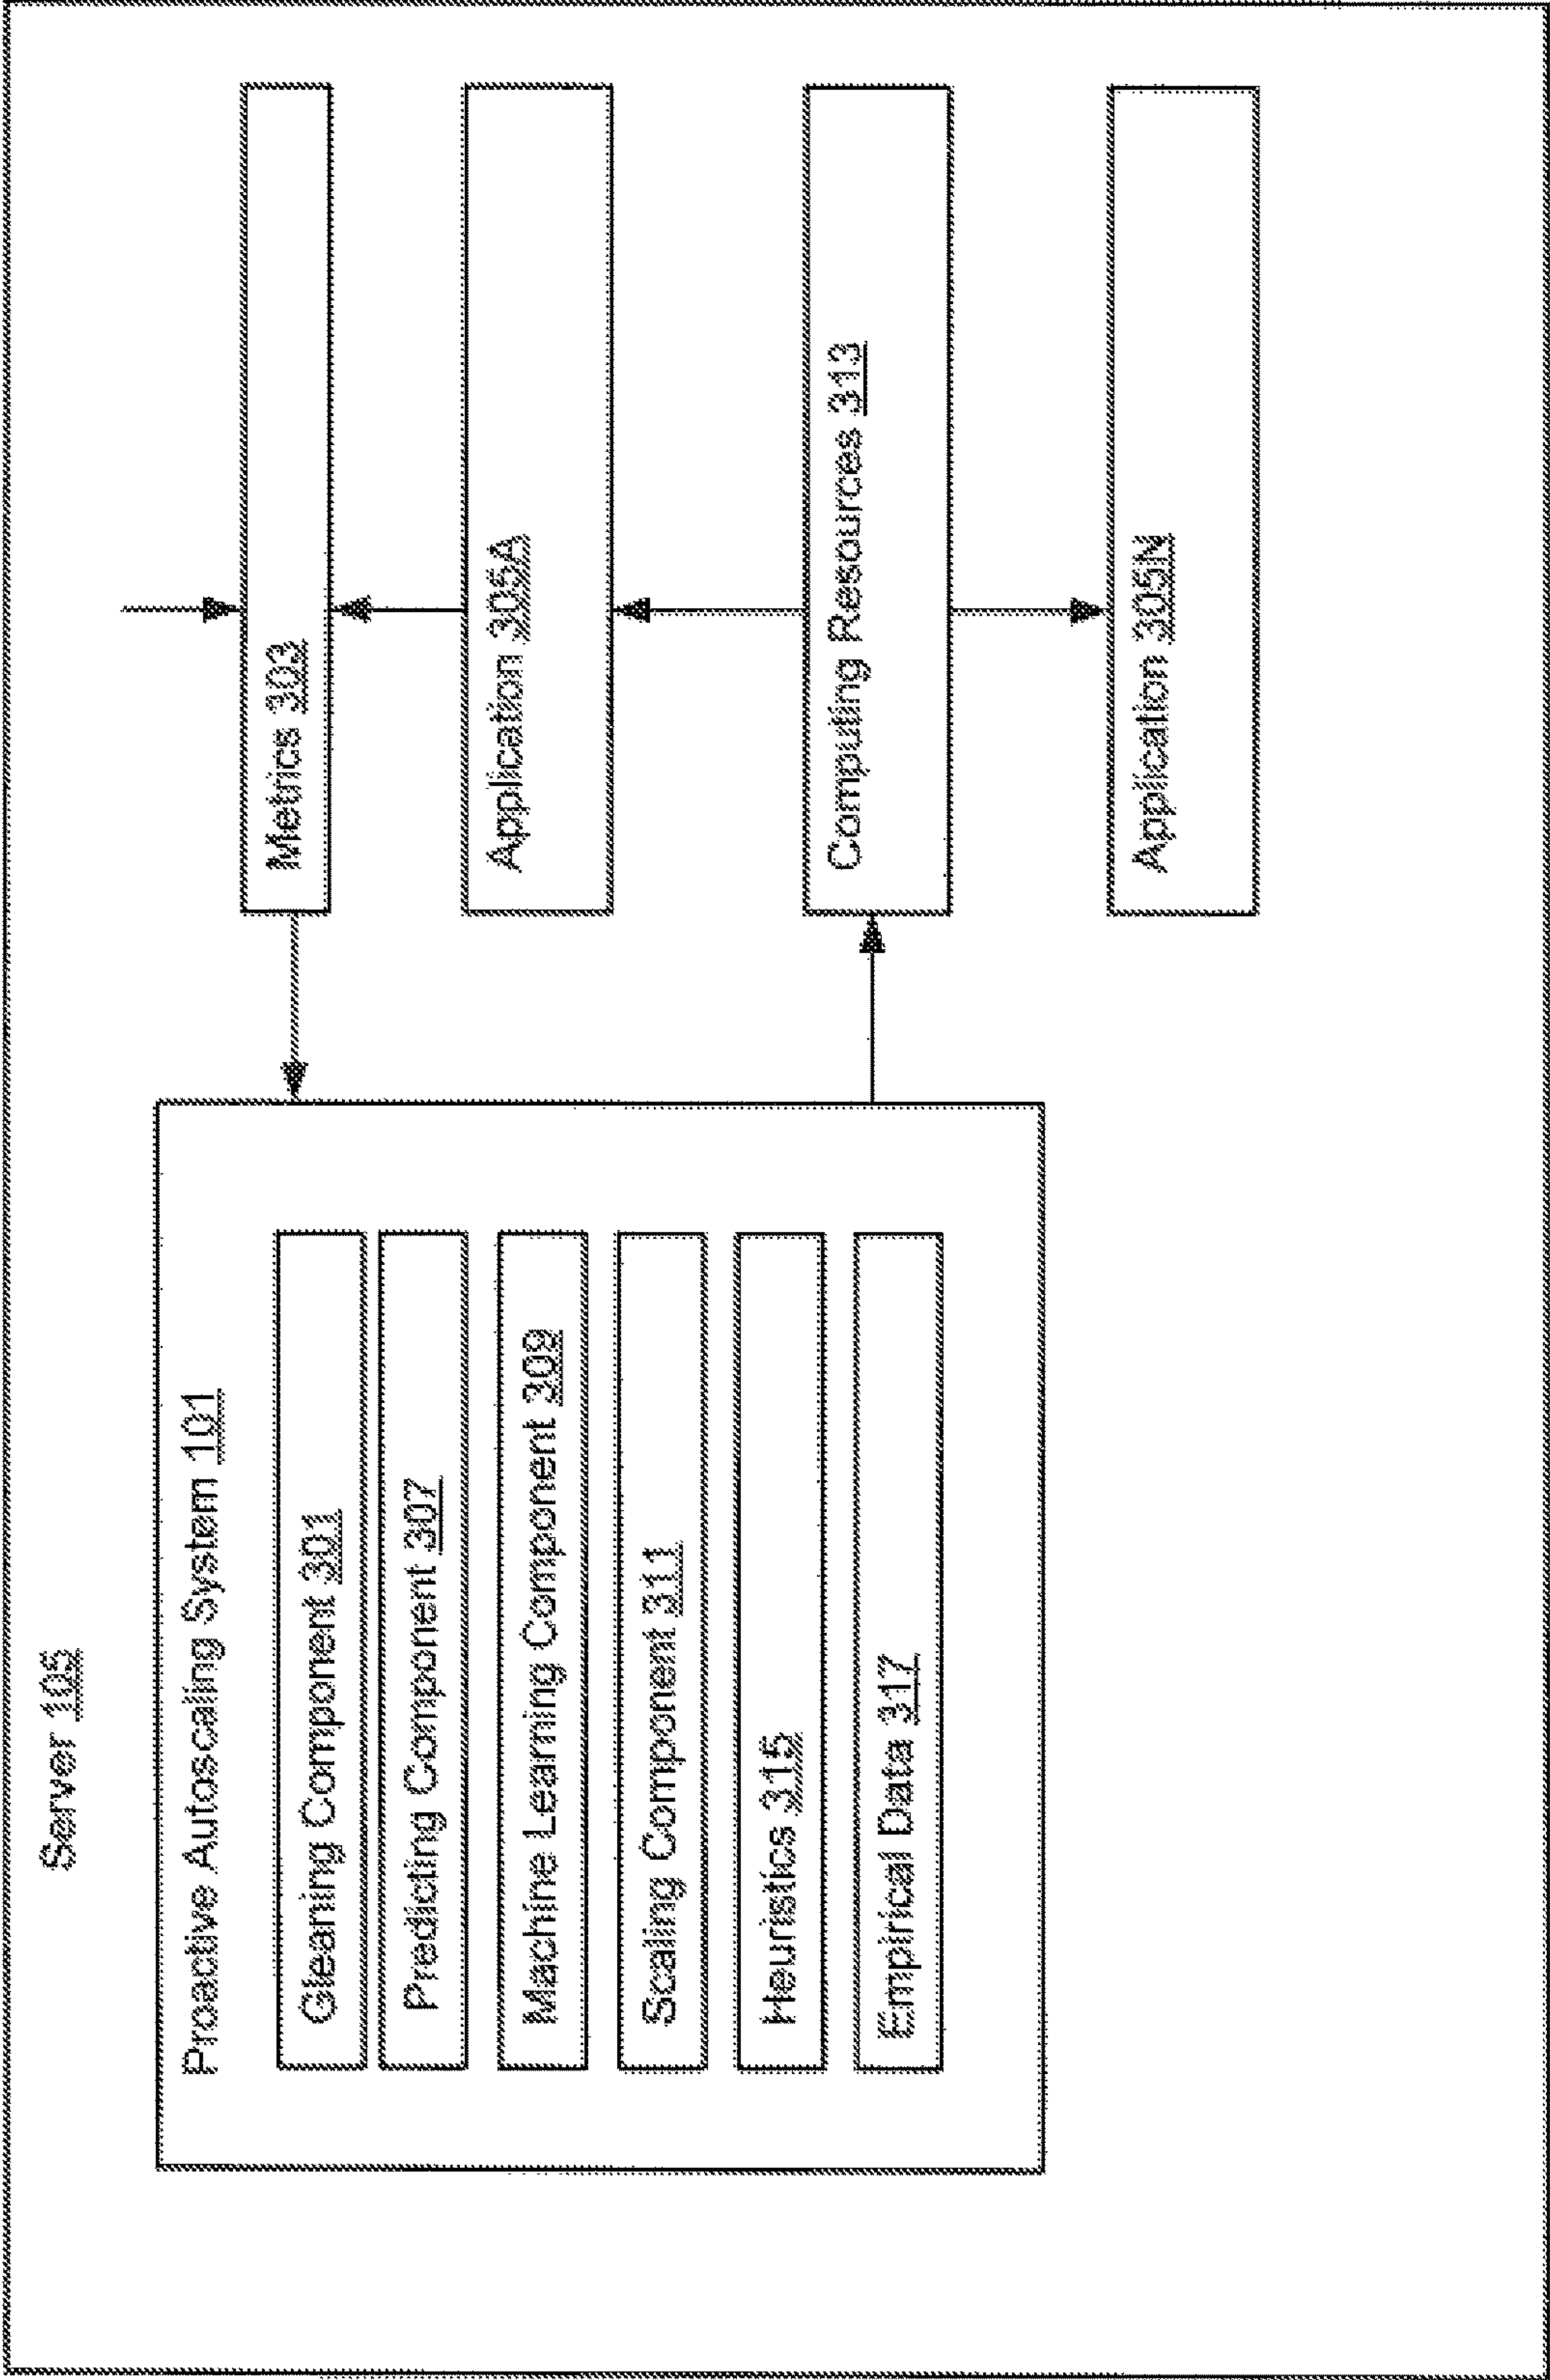 Server 105
Proactive Autoscaling System 101
Gleaning Component 301
Predicting Component 307
Machine Learning Component 309
Scaling Component 311
Heuristics 315
Empirical Data 317
Metrics 303
Application 305A
Computing Resources 313
Application 305N